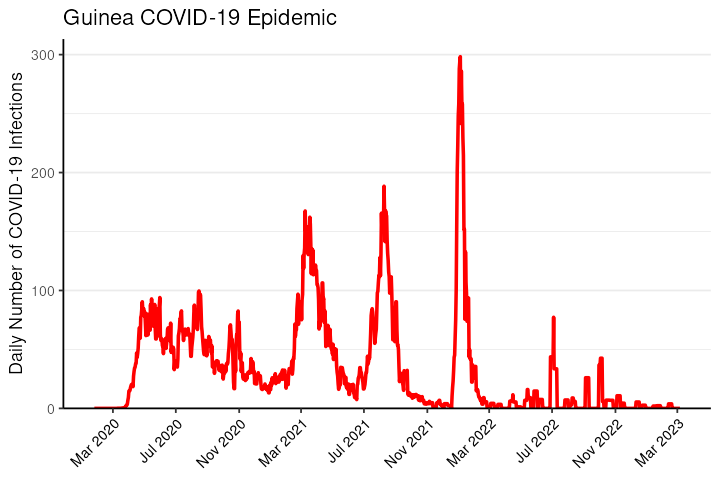 Guinea COVID-19 Epidemic
Daily Number of COVID-19 Infections
300
200
100
0
Mar 2020
Jul 2020
Nov 2020
Mar 2021
Jul 2021
Nov 2021
Mar 2022
Jul 2022
Nov 2022
Mar 2023